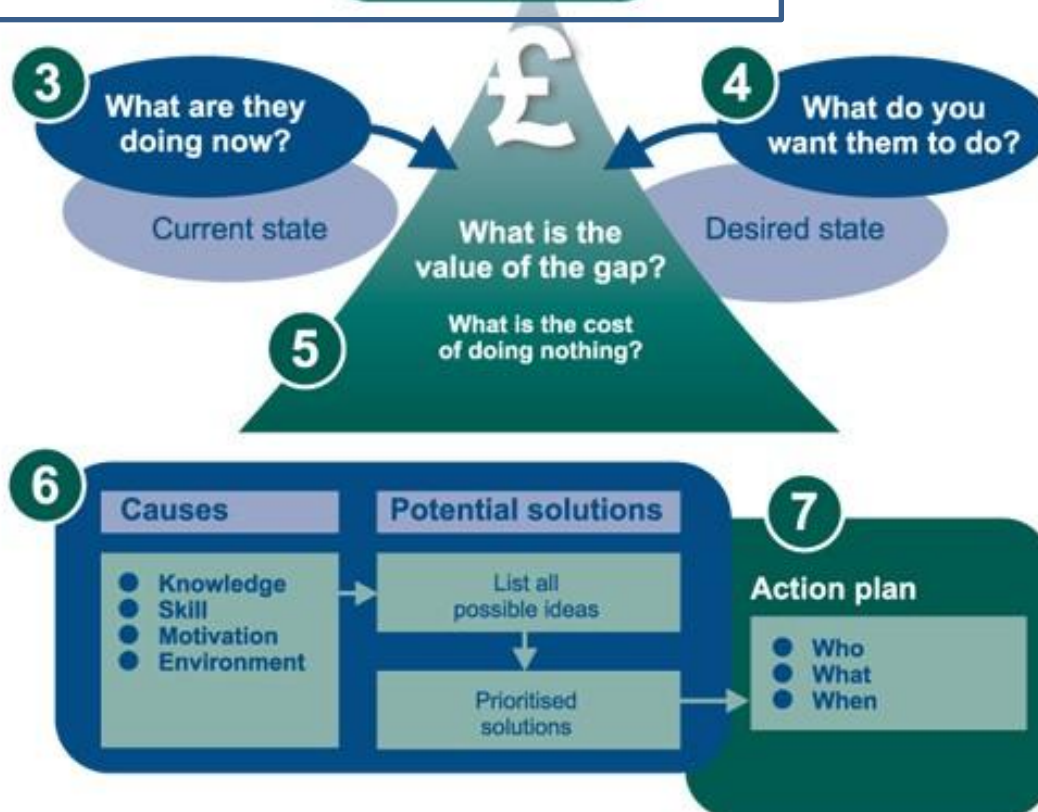 3
What are they
doing now?
Current state
£
4
What do you
want them to do?
Desired state
What is the
value of the gap?
What is the cost
of doing nothing?
5
6
Causes
Knowledge
Skill
Motivation
Environment
Potential solutions
List all
possible ideas
Prioritised
solutions
7
Action plan
Who
What
When